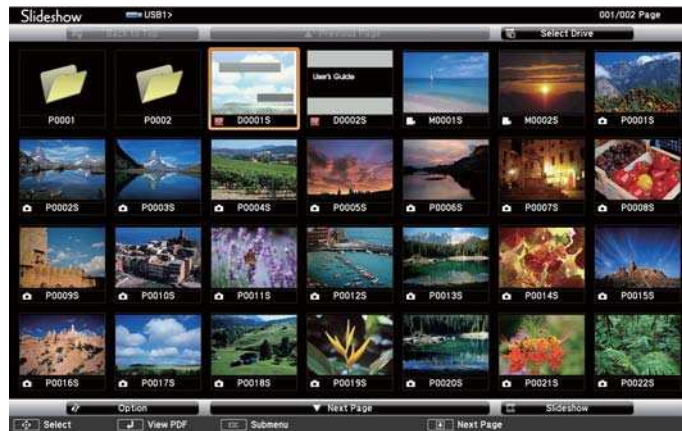 Slideshow USB1> 001/002 Page
Back to Top Previous Page Select Drive
User's Guide
P0001 P0002 D0001S D0002S M0001S M0002S P0001S
P0002S P0003S P0004S P0005S P0006S P0007S P0008S
P0009S P0010S P0011S P0012S P0013S P0014S P0015S
P0016S P0017S P0018S P0019S P0020S P0021S P0022S
Option Next Page Slideshow
Select View PDF Esc Submenu Next Page